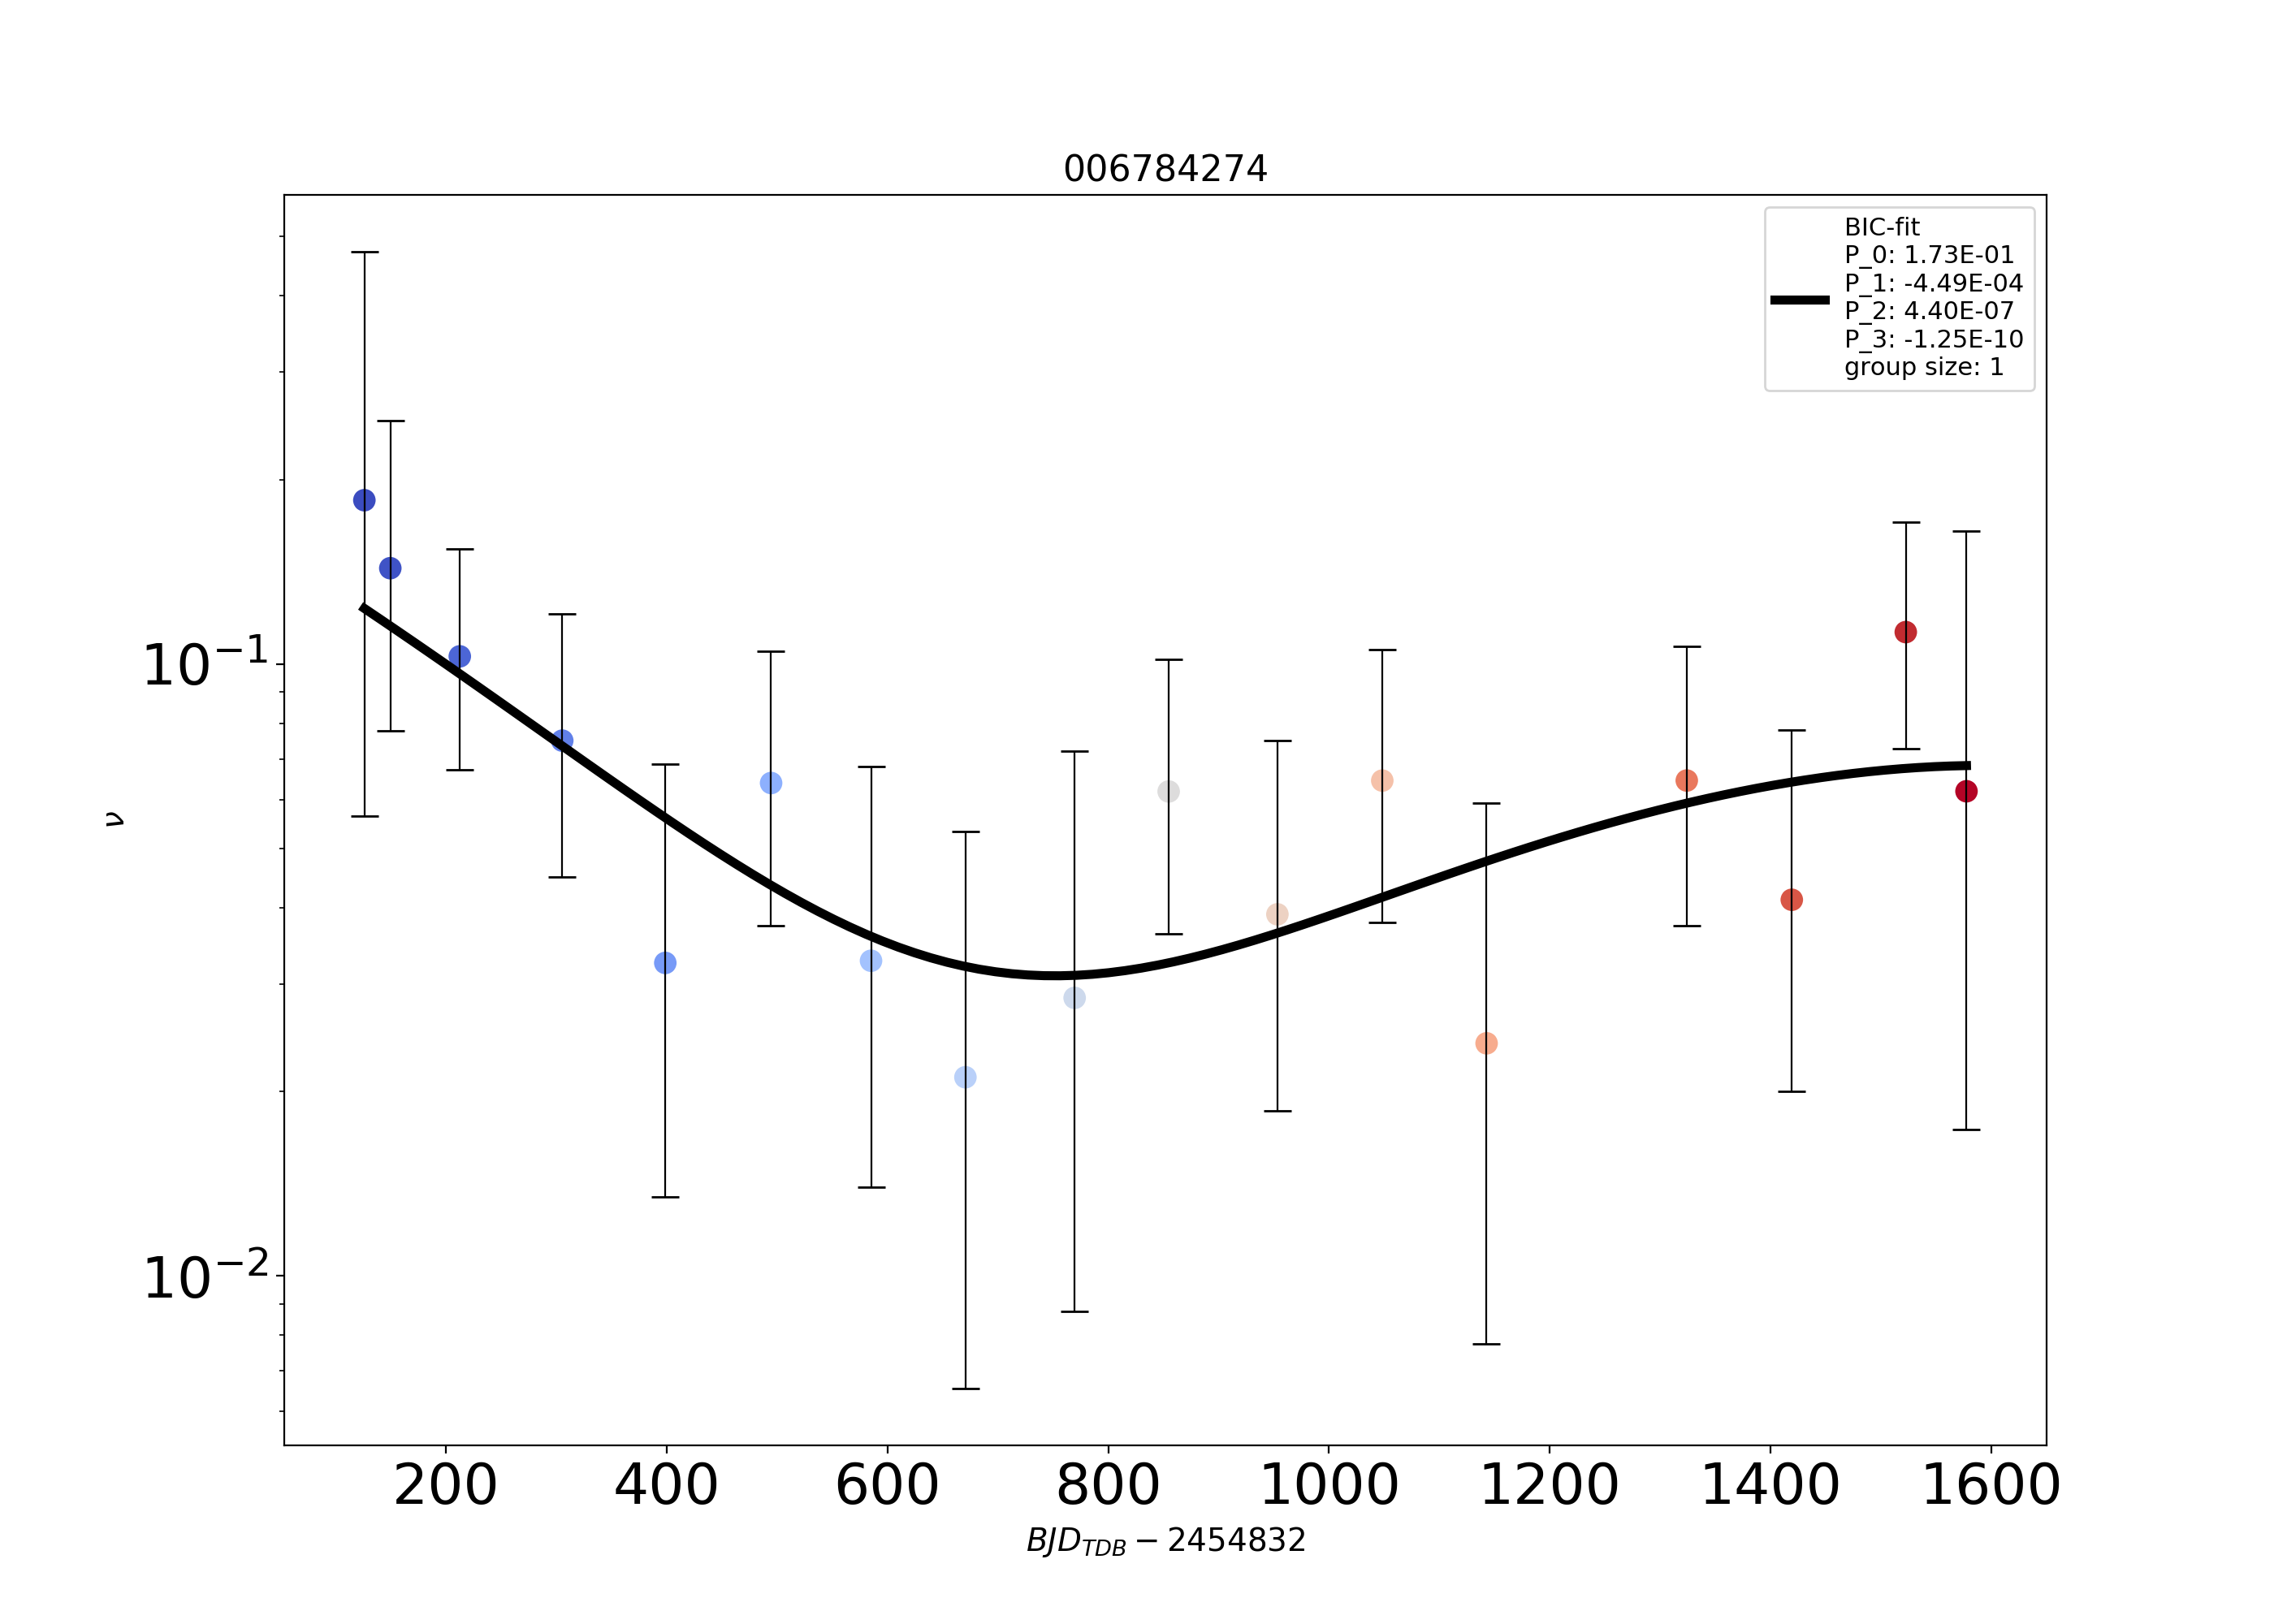 006784274
BIC-fit
P_0: 1.73E-01
P_1: -4.49E-04
P_2: 4.40E-07
P_3: -1.25E-10
group size: 1
10⁻¹
ν
10⁻²
200 400 600 800 1000 1200 1400 1600
BJD_TDB − 2454832